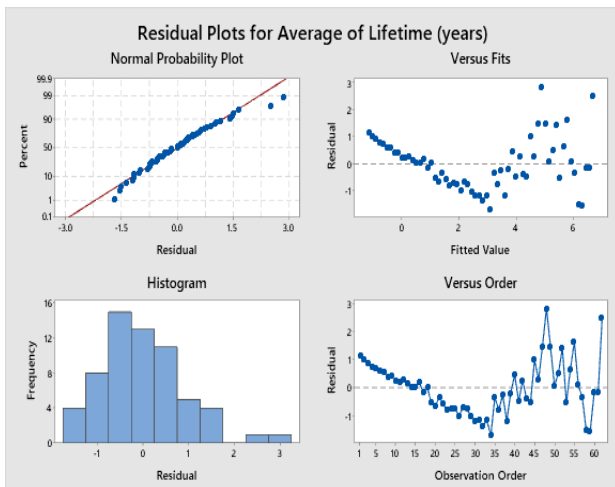 Residual Plots for Average of Lifetime (years)
Normal Probability Plot
Versus Fits
99.9
99
90
50
10
1
0.1
Percent
-3.0 -1.5 0.0 1.5 3.0
Residual
3
2
1
0
-1
Residual
0 2 4 6
Fitted Value
Histogram
Versus Order
16
12
8
4
0
Frequency
-1 0 1 2 3
Residual
3
2
1
0
-1
Residual
1 5 10 15 20 25 30 35 40 45 50 55 60
Observation Order